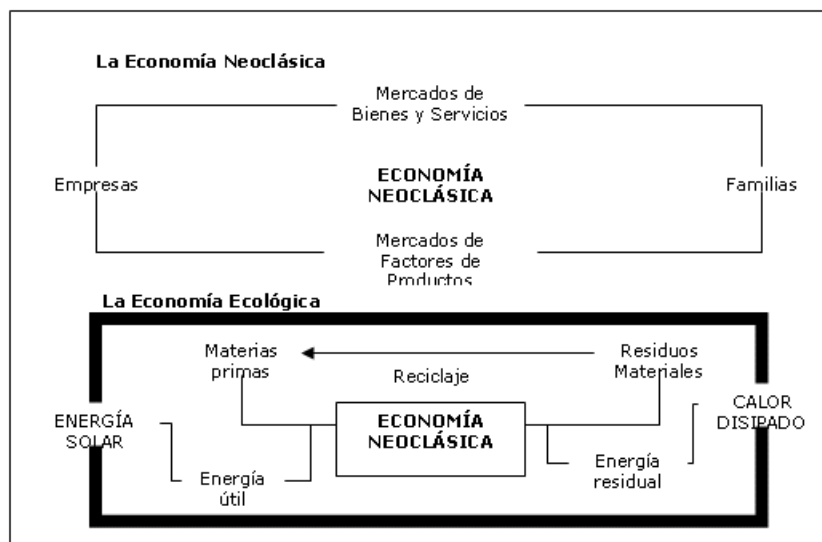 La Economía Neoclásica
Mercados de
Bienes y Servicios
Empresas
ECONOMÍA
NEOCLÁSICA
Familias
Mercados de
Factores de
Productos
La Economía Ecológica
Materias
primas
Reciclaje
Residuos
Materiales
ENERGÍA
SOLAR
ECONOMÍA
NEOCLÁSICA
CALOR
DISIPADO
Energía
útil
Energía
residual